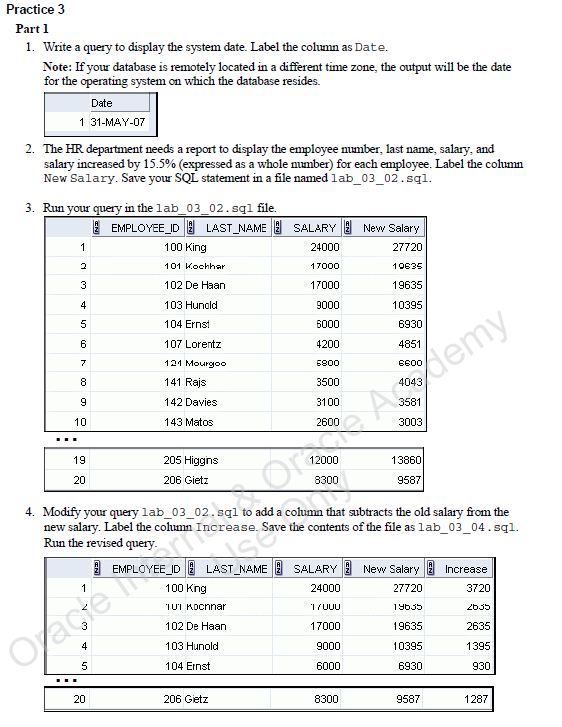 Practice 3
Part 1
1. Write a query to display the system date. Label the column as Date.
Note: If your database is remotely located in a different time zone, the output will be the date
for the operating system on which the database resides.
Date
1 31-MAY-07
2. The HR department needs a report to display the employee number, last name, salary, and
salary increased by 15.5% (expressed as a whole number) for each employee. Label the column
New Salary. Save your SQL statement in a file named lab_03_02.sql.
3. Run your query in the lab_03_02.sql file.
EMPLOYEE_ID LAST_NAME SALARY New Salary
1 100 King 24000 27720
2 101 Kochhar 17000 19635
3 102 De Haan 17000 19635
4 103 Hunold 9000 10395
5 104 Ernst 6000 6930
6 107 Lorentz 4200 4851
7 124 Mourgos 5800 6600
8 141 Rajs 3500 4043
9 142 Davies 3100 3581
10 143 Matos 2600 3003
...
19 205 Higgins 12000 13860
20 206 Gietz 8300 9587
4. Modify your query lab_03_02.sql to add a column that subtracts the old salary from the
new salary. Label the column Increase. Save the contents of the file as lab_03_04.sql.
Run the revised query.
EMPLOYEE_ID LAST_NAME SALARY New Salary Increase
1 100 King 24000 27720 3720
2 101 Kochhar 17000 19635 2635
3 102 De Haan 17000 19635 2635
4 103 Hunold 9000 10395 1395
5 104 Ernst 6000 6930 930
...
20 206 Gietz 8300 9587 1287
Oracle Internal & Oracle Academy
Use Only